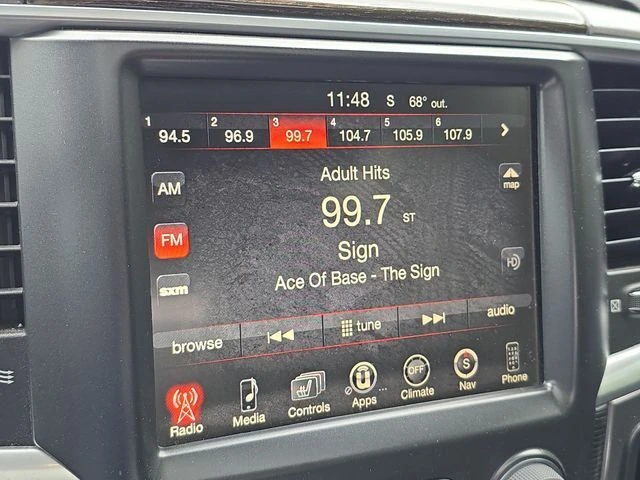 11:48 S 68° out.
1 2 3 4 5 6
94.5 96.9 99.7 104.7 105.9 107.9 >
Adult Hits
AM map
99.7 ST
FM Sign HD
Ace Of Base - The Sign
sxm
browse tune audio
OFF S
Radio Media Controls Apps ... Climate Nav Phone